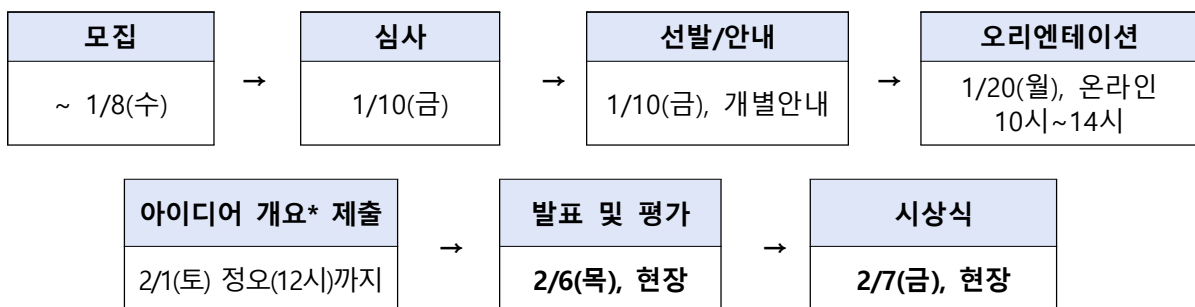 모집
~ 1/8(수)
→
심사
1/10(금)
→
선발/안내
1/10(금), 개별안내
→
오리엔테이션
1/20(월), 온라인
10시~14시
아이디어 개요* 제출
2/1(토) 정오(12시)까지
→
발표 및 평가
2/6(목), 현장
→
시상식
2/7(금), 현장